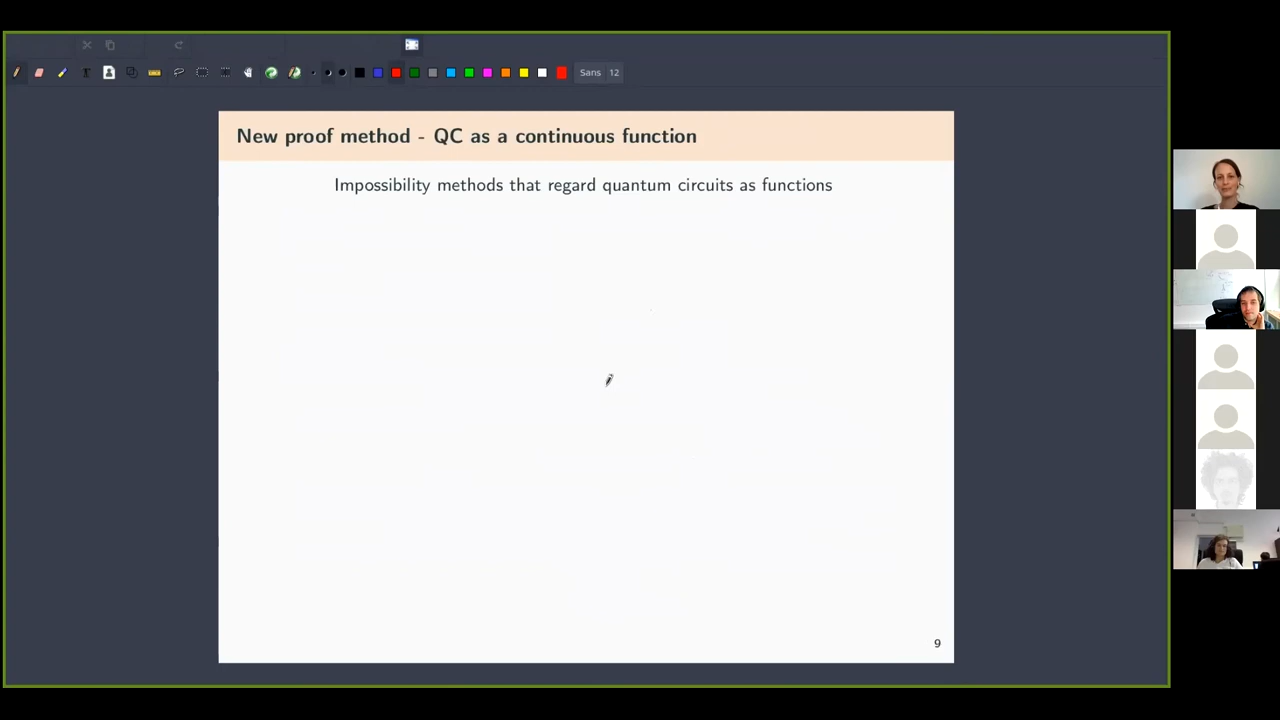 Sans 12
New proof method - QC as a continuous function
Impossibility methods that regard quantum circuits as functions
9